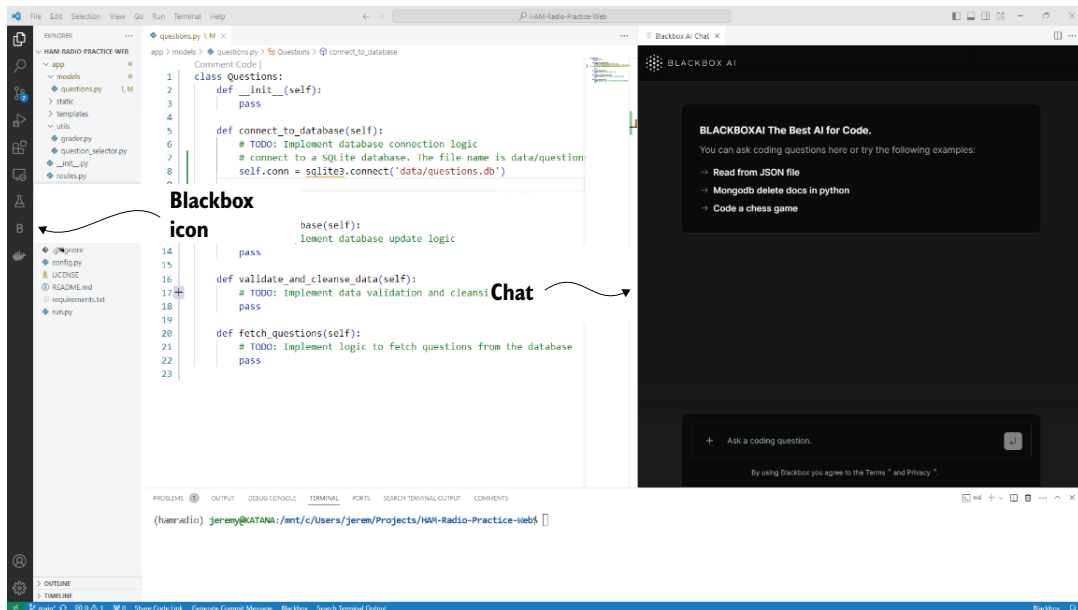 File Edit Selection View Go Run Terminal Help
HAM-Radio-Practice-Web
EXPLORER
HAM-RADIO-PRACTICE-WEB
app
models
questions.py 1, M
static
templates
utils
grader.py
question_selector.py
__init__.py
routes.py
config.py
LICENSE
README.md
requirements.txt
run.py
OUTLINE
TIMELINE
Blackbox
icon
questions.py 1, M
app > models > questions.py > Questions > connect_to_database
Comment Code |
1 class Questions:
2 def __init__(self):
3 pass
4
5 def connect_to_database(self):
6 # TODO: Implement database connection logic
7 # connect to a SQLite database. The file name is data/question
8 self.conn = sqlite3.connect('data/questions.db')
base(self):
lement database update logic
14 pass
15
16 def validate_and_cleanse_data(self):
17 # TODO: Implement data validation and cleansi
18 pass
19
20 def fetch_questions(self):
21 # TODO: Implement logic to fetch questions from the database
22 pass
23
Chat
Blackbox AI Chat
BLACKBOX AI
BLACKBOXAI The Best AI for Code.
You can ask coding questions here or try the following examples:
→ Read from JSON file
→ Mongodb delete docs in python
→ Code a chess game
+ Ask a coding question.
By using Blackbox you agree to the Terms and Privacy .
PROBLEMS 1 OUTPUT DEBUG CONSOLE TERMINAL PORTS SEARCH TERMINAL OUTPUT COMMENTS
wsl
(hamradio) jeremy@KATANA:/mnt/c/Users/jerem/Projects/HAM-Radio-Practice-Web$
main* 0 1 0 Share Code Link Generate Commit Message Blackbox Search Terminal Output
Blackbox